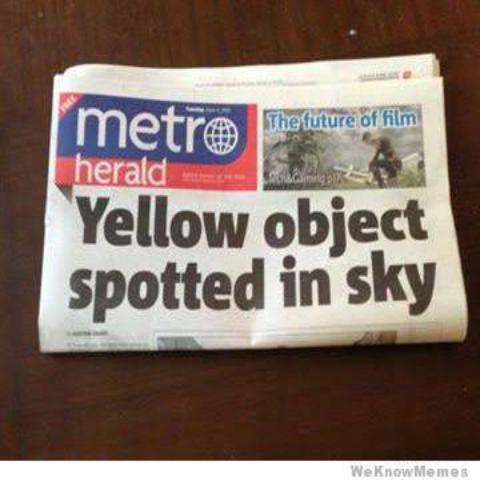 FREE
metro
herald
The future of film
Yellow object
spotted in sky
WeKnowMemes